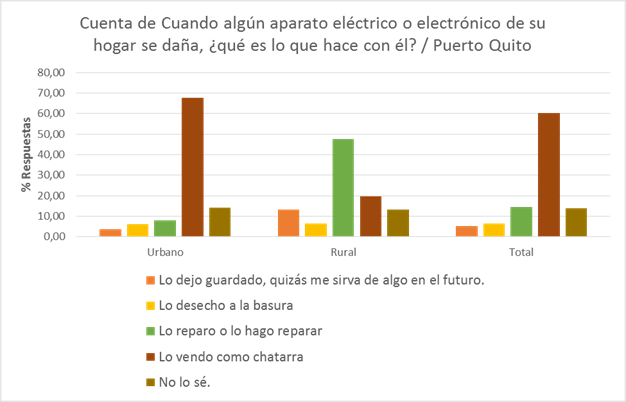 Cuenta de Cuando algún aparato eléctrico o electrónico de su
hogar se daña, ¿qué es lo que hace con él? / Puerto Quito
80,00
70,00
60,00
50,00
40,00
30,00
20,00
10,00
0,00
% Respuestas
Urbano
Rural
Total
Lo dejo guardado, quizás me sirva de algo en el futuro.
Lo desecho a la basura
Lo reparo o lo hago reparar
Lo vendo como chatarra
No lo sé.